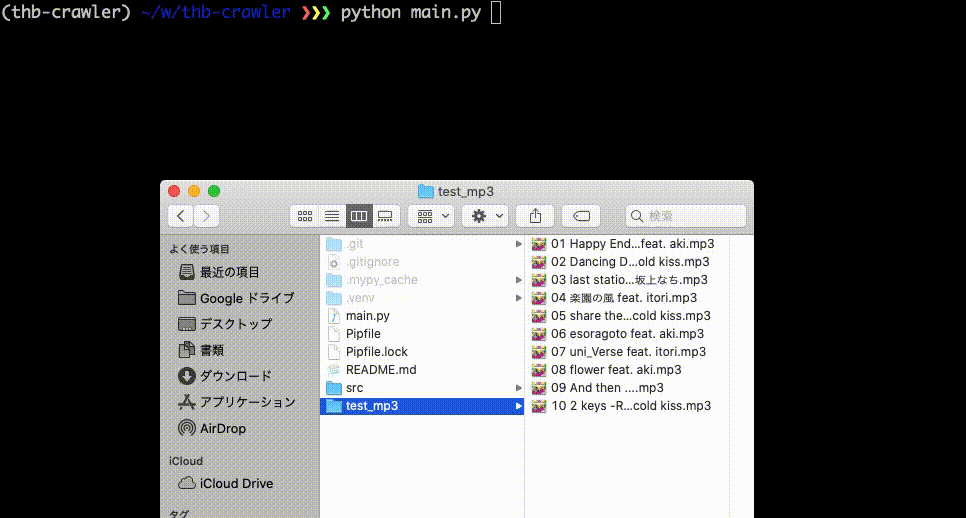 (thb-crawler) ~/w/thb-crawler ❯❯❯ python main.py
test_mp3
検索
よく使う項目
最近の項目
Google ドライブ
デスクトップ
書類
ダウンロード
アプリケーション
AirDrop
iCloud
iCloud Drive
タグ
.git
.gitignore
.mypy_cache
.venv
main.py
Pipfile
Pipfile.lock
README.md
src
test_mp3
01 Happy End...feat. aki.mp3
02 Dancing D...old kiss.mp3
03 last statio...坂上なち.mp3
04 楽園の風 feat. itori.mp3
05 share the...cold kiss.mp3
06 esoragoto feat. aki.mp3
07 uni_Verse feat. itori.mp3
08 flower feat. aki.mp3
09 And then ....mp3
10 2 keys -R...cold kiss.mp3